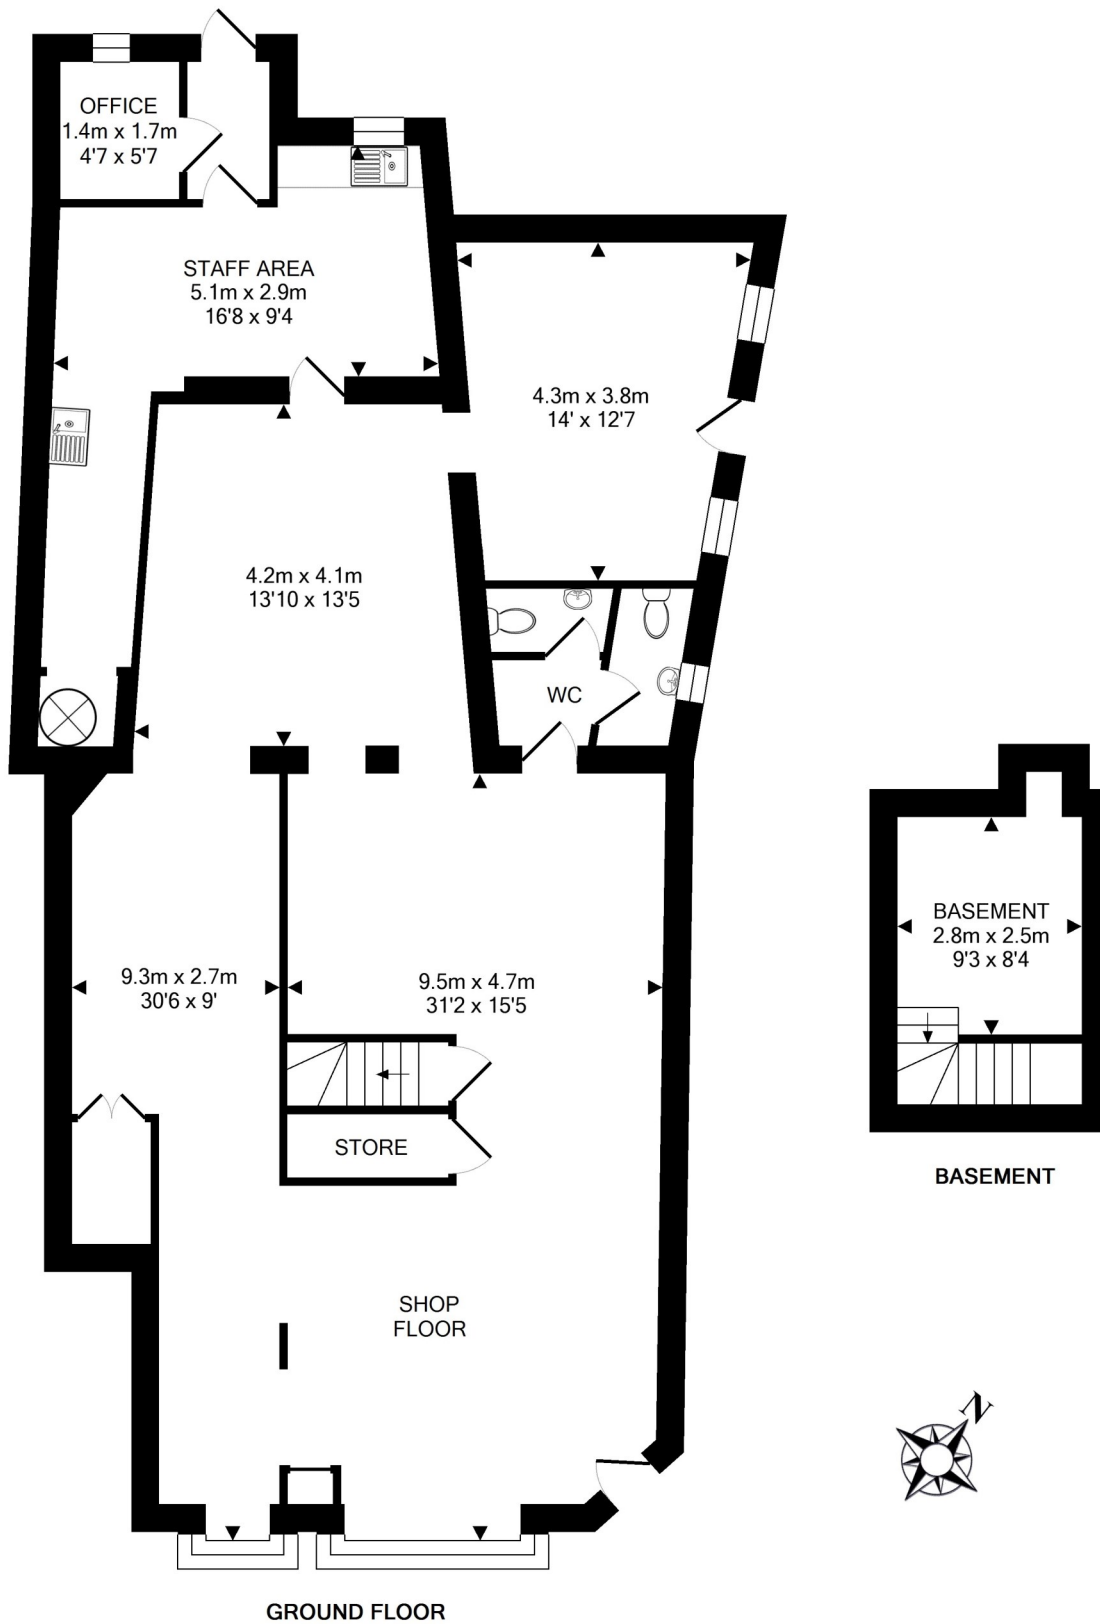 OFFICE
1.4m x 1.7m
4'7 x 5'7
STAFF AREA
5.1m x 2.9m
16'8 x 9'4
4.3m x 3.8m
14' x 12'7
4.2m x 4.1m
13'10 x 13'5
WC
9.3m x 2.7m
30'6 x 9'
9.5m x 4.7m
31'2 x 15'5
STORE
SHOP
FLOOR
GROUND FLOOR
BASEMENT
2.8m x 2.5m
9'3 x 8'4
BASEMENT
N